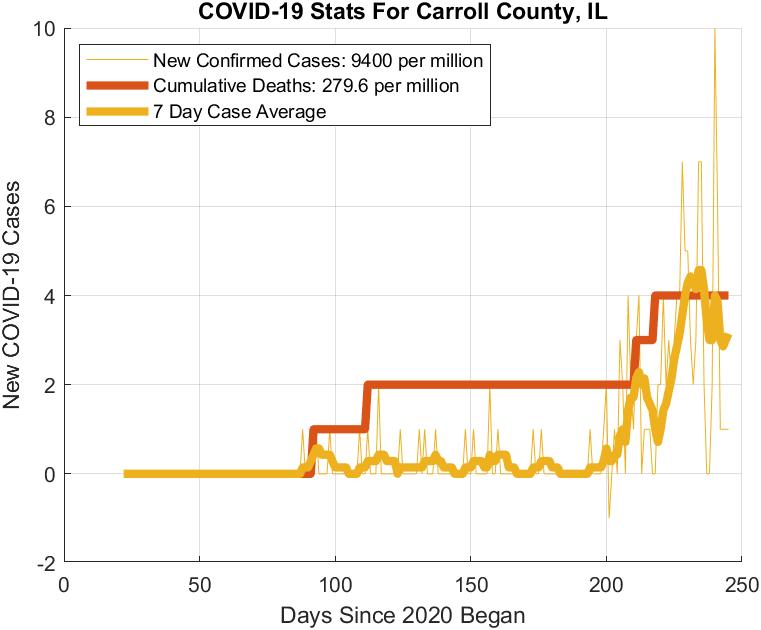 COVID-19 Stats For Carroll County, IL
New Confirmed Cases: 9400 per million
Cumulative Deaths: 279.6 per million
7 Day Case Average
New COVID-19 Cases
10
8
6
4
2
0
-2
0 50 100 150 200 250
Days Since 2020 Began